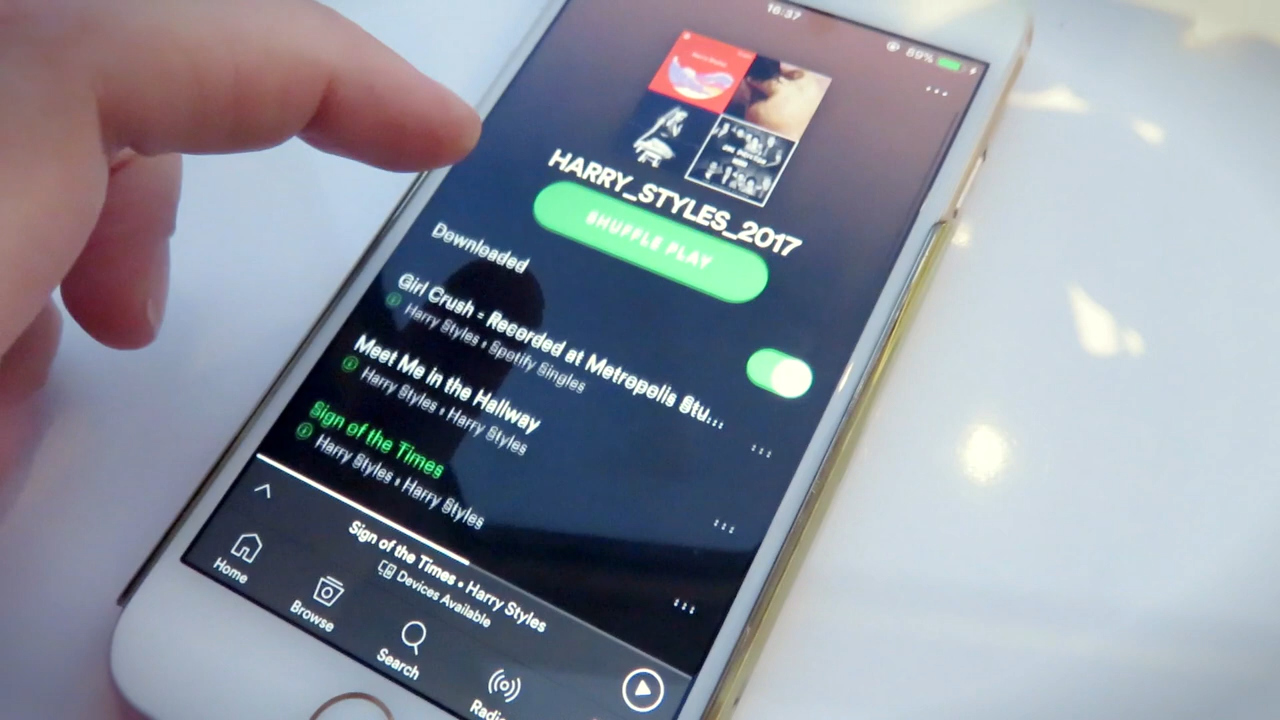 16:37
89%
HARRY_STYLES_2017
SHUFFLE PLAY
Downloaded
Girl Crush - Recorded at Metropolis Stu...
Harry Styles • Spotify Singles
Meet Me in the Hallway
Harry Styles • Harry Styles
Sign of the Times
Harry Styles • Harry Styles
Sign of the Times • Harry Styles
Devices Available
Home
Browse
Search
Radio